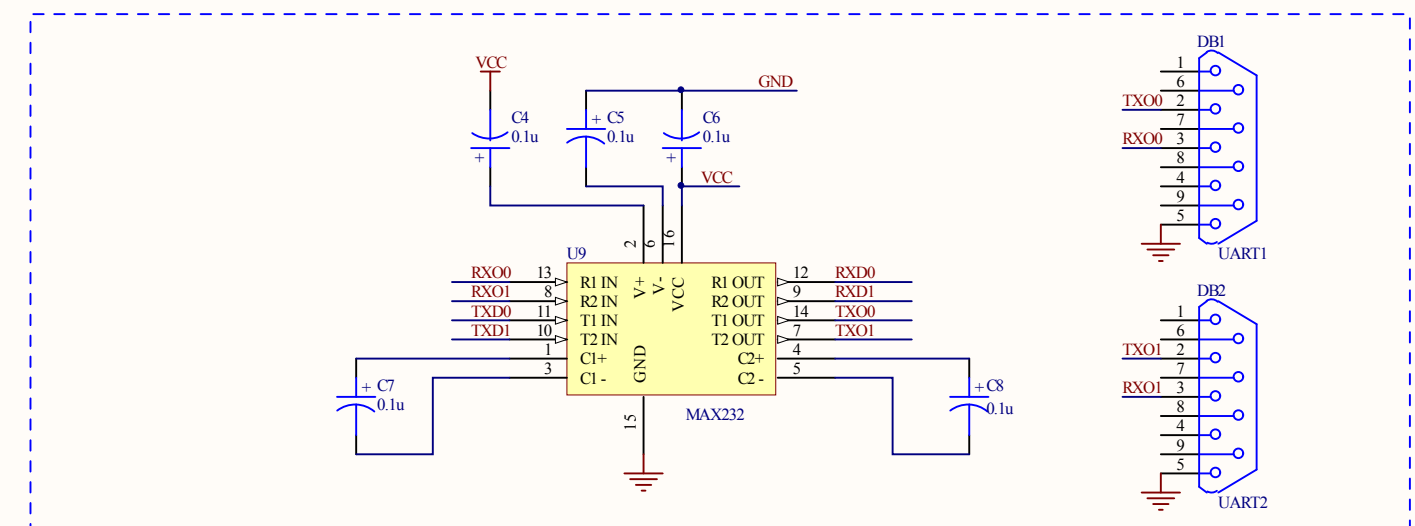 DB1
VCC
1
GND
6
TXO0 2
C4
+ C5
C6
7
0.1u
0.1u
0.1u
RXO0 3
+
+
8
VCC
4
9
5
2
6
16
U9
UART1
RXO0 13 R1 IN
V+
V-
VCC
R1 OUT 12 RXD0
RXO1 8 R2 IN
R2 OUT 9 RXD1
DB2
TXD0 11 T1 IN
T1 OUT 14 TXO0
1
TXD1 10 T2 IN
T2 OUT 7 TXO1
6
1 C1+
GND
C2+ 4
TXO1 2
3 C1 -
C2 - 5
7
+ C7
+ C8
RXO1 3
0.1u
0.1u
MAX232
8
15
4
9
5
UART2